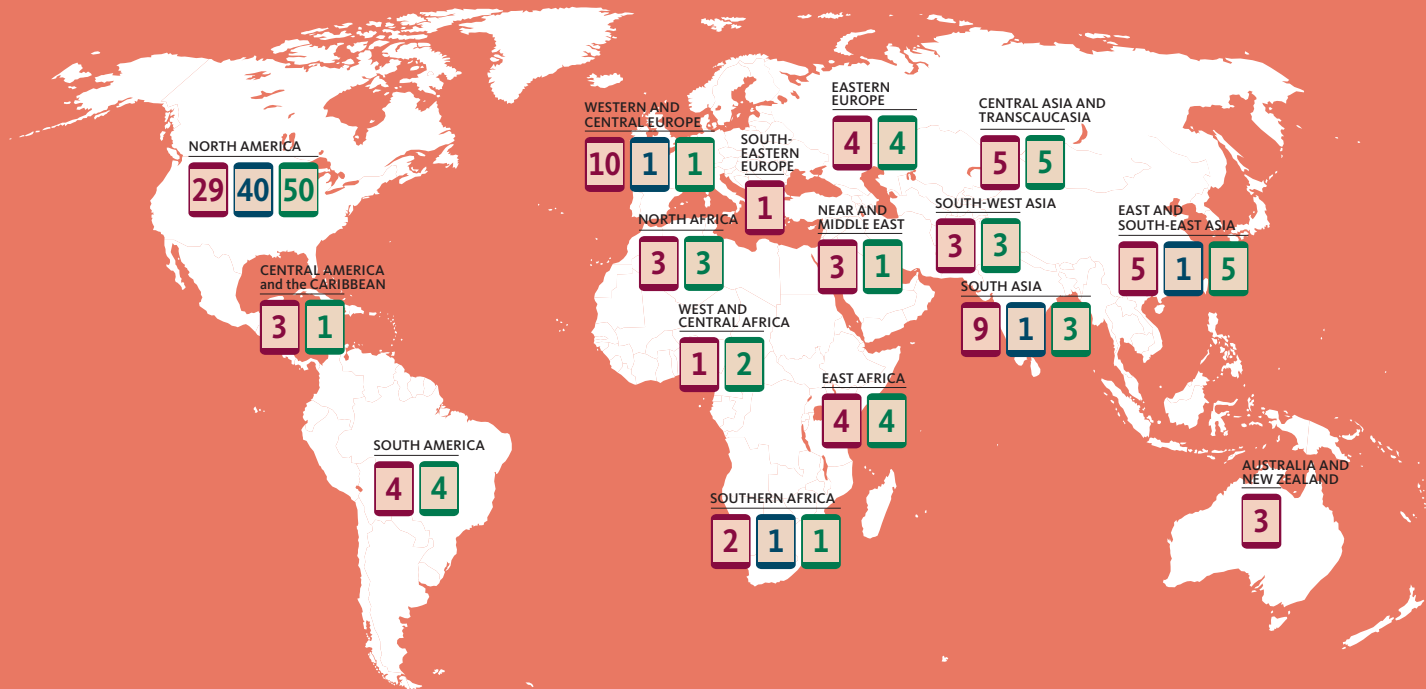 NORTH AMERICA
29 40 50
CENTRAL AMERICA
and the CARIBBEAN
3 1
SOUTH AMERICA
4 4
WESTERN AND
CENTRAL EUROPE
10 1 1
SOUTH-
EASTERN
EUROPE
1
EASTERN
EUROPE
4 4
CENTRAL ASIA AND
TRANSCAUCASIA
5 5
NORTH AFRICA
3 3
NEAR AND
MIDDLE EAST
3 1
SOUTH-WEST ASIA
3 3
EAST AND
SOUTH-EAST ASIA
5 1 5
SOUTH ASIA
9 1 3
WEST AND
CENTRAL AFRICA
1 2
EAST AFRICA
4 4
SOUTHERN AFRICA
2 1 1
AUSTRALIA AND
NEW ZEALAND
3